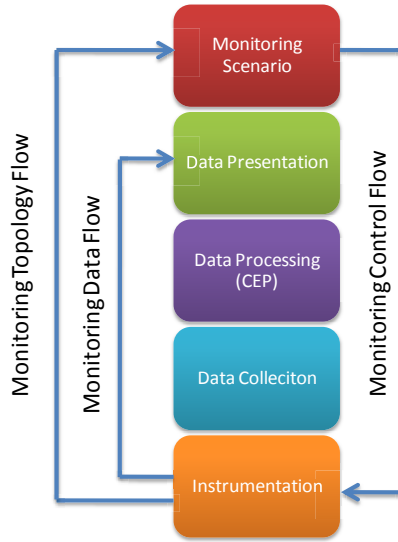 Monitoring
Scenario
Data Presentation
Data Processing
(CEP)
Data Colleciton
Instrumentation
Monitoring Topology Flow
Monitoring Data Flow
Monitoring Control Flow